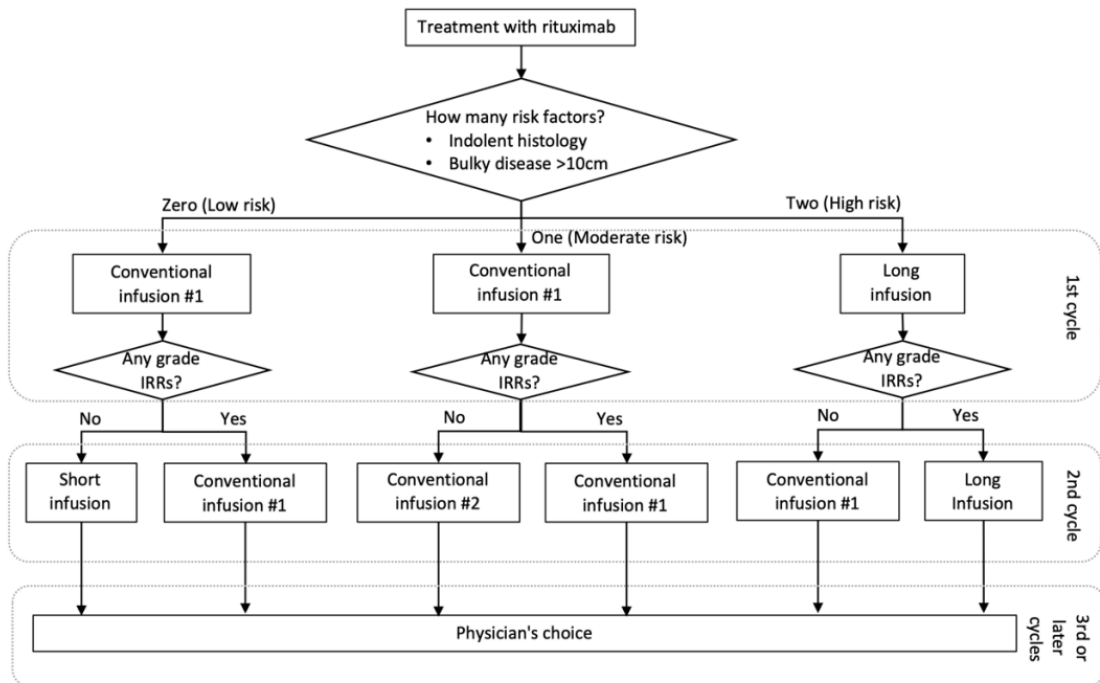 Treatment with rituximab
How many risk factors?
• Indolent histology
• Bulky disease >10cm
Zero (Low risk)
One (Moderate risk)
Two (High risk)
Conventional
infusion #1
Conventional
infusion #1
Long
infusion
1st cycle
Any grade
IRRs?
Any grade
IRRs?
Any grade
IRRs?
No
Yes
No
Yes
No
Yes
Short
infusion
Conventional
infusion #1
Conventional
infusion #2
Conventional
infusion #1
Conventional
infusion #1
Long
Infusion
2nd cycle
Physician's choice
3rd or
later
cycles